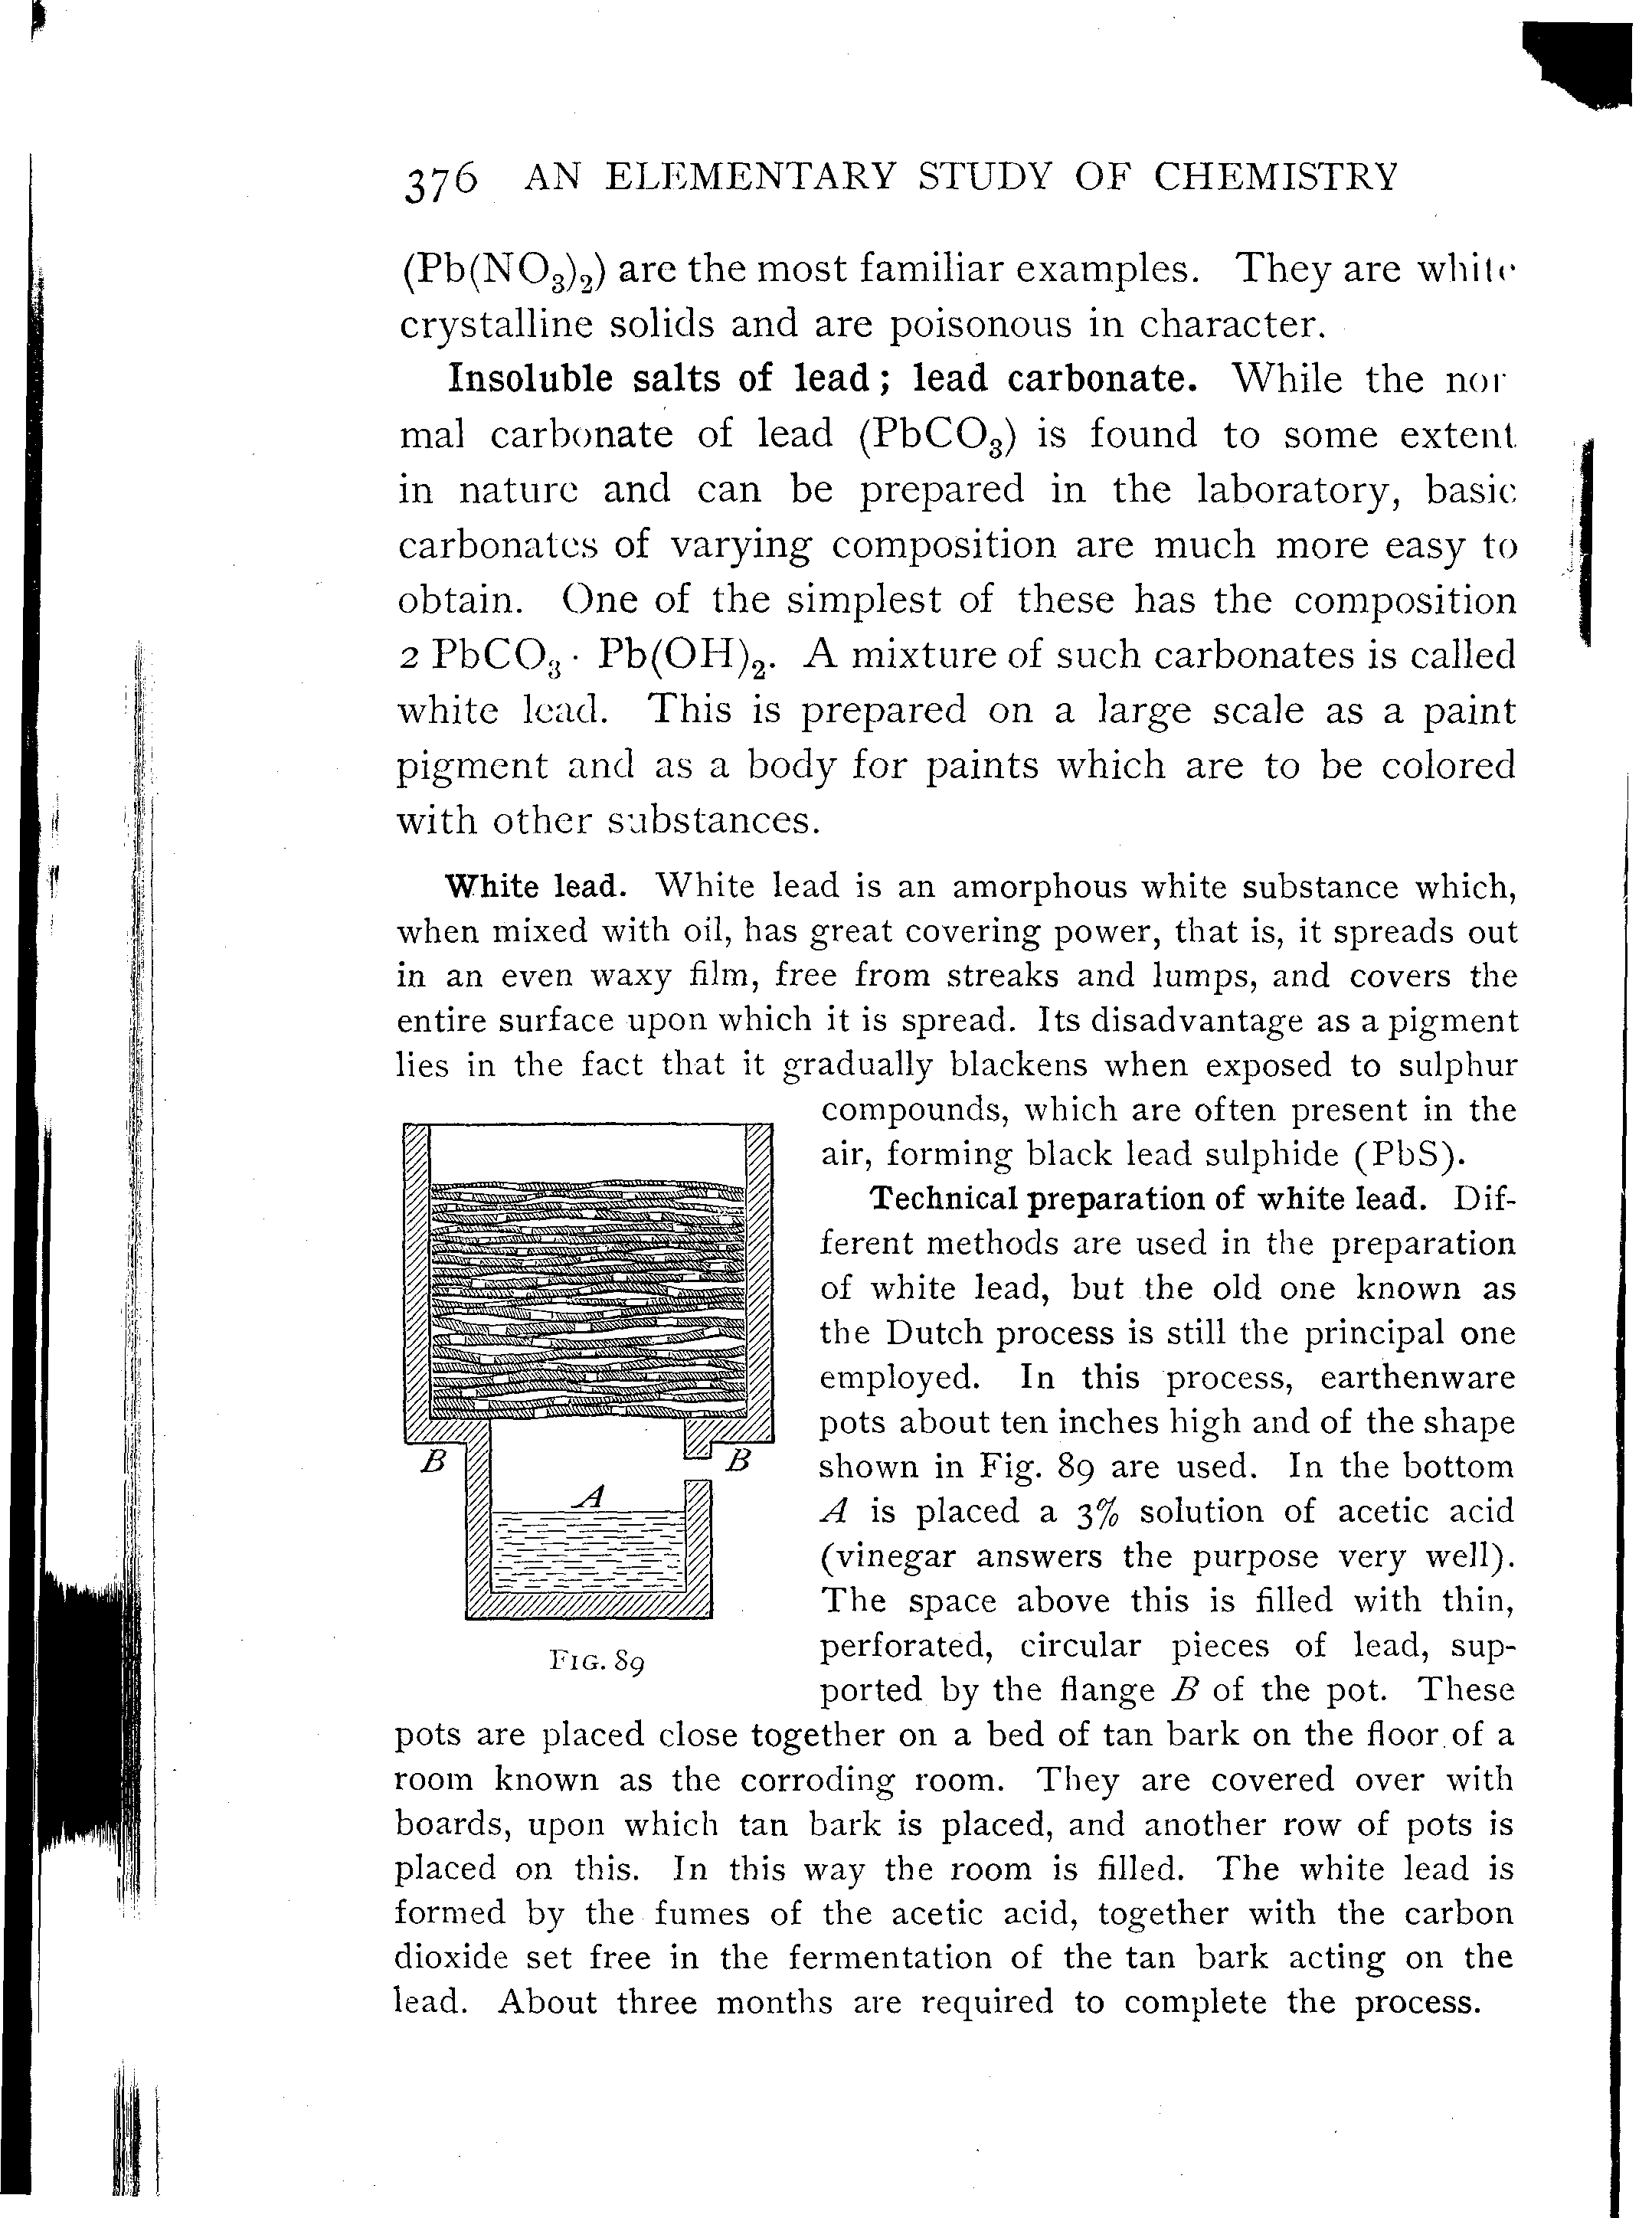 376 AN ELEMENTARY STUDY OF CHEMISTRY
(Pb(NO₃)₂) are the most familiar examples. They are white
crystalline solids and are poisonous in character.
Insoluble salts of lead; lead carbonate. While the nor
mal carbonate of lead (PbCO₃) is found to some extent
in nature and can be prepared in the laboratory, basic
carbonates of varying composition are much more easy to
obtain. One of the simplest of these has the composition
2 PbCO₃ · Pb(OH)₂. A mixture of such carbonates is called
white lead. This is prepared on a large scale as a paint
pigment and as a body for paints which are to be colored
with other substances.
White lead. White lead is an amorphous white substance which,
when mixed with oil, has great covering power, that is, it spreads out
in an even waxy film, free from streaks and lumps, and covers the
entire surface upon which it is spread. Its disadvantage as a pigment
lies in the fact that it gradually blackens when exposed to sulphur
compounds, which are often present in the
air, forming black lead sulphide (PbS).
Technical preparation of white lead. Dif-
ferent methods are used in the preparation
of white lead, but the old one known as
the Dutch process is still the principal one
employed. In this process, earthenware
pots about ten inches high and of the shape
shown in Fig. 89 are used. In the bottom
A is placed a 3% solution of acetic acid
(vinegar answers the purpose very well).
The space above this is filled with thin,
perforated, circular pieces of lead, sup-
ported by the flange B of the pot. These
B B
A
FIG. 89
pots are placed close together on a bed of tan bark on the floor of a
room known as the corroding room. They are covered over with
boards, upon which tan bark is placed, and another row of pots is
placed on this. In this way the room is filled. The white lead is
formed by the fumes of the acetic acid, together with the carbon
dioxide set free in the fermentation of the tan bark acting on the
lead. About three months are required to complete the process.